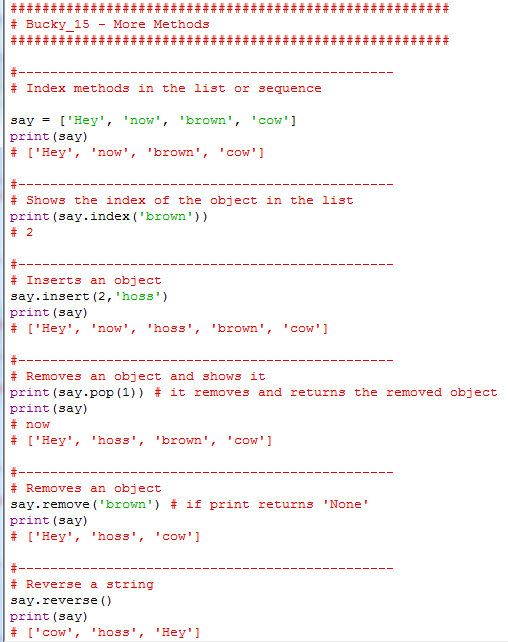 #######################################################
# Bucky_15 - More Methods
#######################################################
#-----------------------------------------------
# Index methods in the list or sequence
say = ['Hey', 'now', 'brown', 'cow']
print(say)
# ['Hey', 'now', 'brown', 'cow']
#-----------------------------------------------
# Shows the index of the object in the list
print(say.index('brown'))
# 2
#-----------------------------------------------
# Inserts an object
say.insert(2,'hoss')
print(say)
# ['Hey', 'now', 'hoss', 'brown', 'cow']
#-----------------------------------------------
# Removes an object and shows it
print(say.pop(1)) # it removes and returns the removed object
print(say)
# now
# ['Hey', 'hoss', 'brown', 'cow']
#-----------------------------------------------
# Removes an object
say.remove('brown') # if print returns 'None'
print(say)
# ['Hey', 'hoss', 'cow']
#-----------------------------------------------
# Reverse a string
say.reverse()
print(say)
# ['cow', 'hoss', 'Hey']